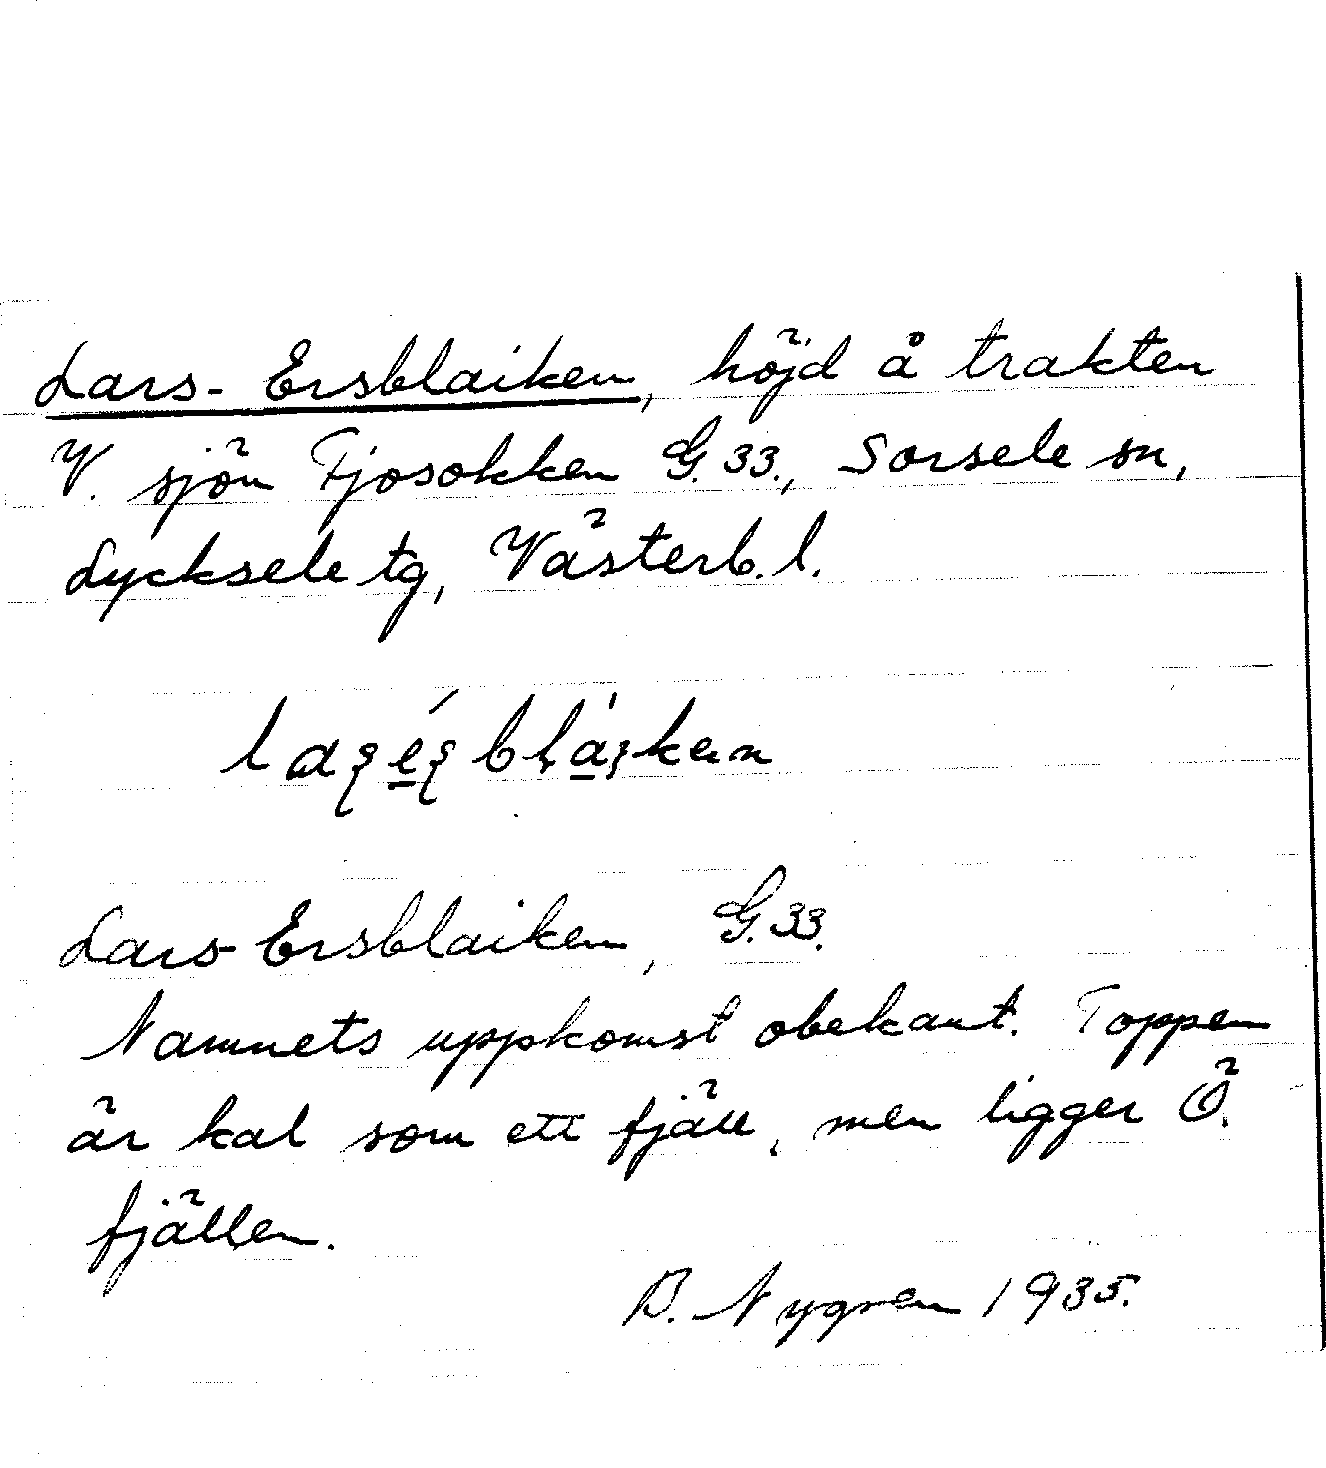 Lars-Ersblaiken, höjd å trakten
V. sjön Tjosokken G.33., Sorsele sn,
Lycksele tg, Västerb. l.
Lars-Ersblaiken, G.33.
Namnets uppkomst obekant. Toppen
är kal som ett fjäll, men ligger Ö.
fjällen.
B. Nygren 1935.